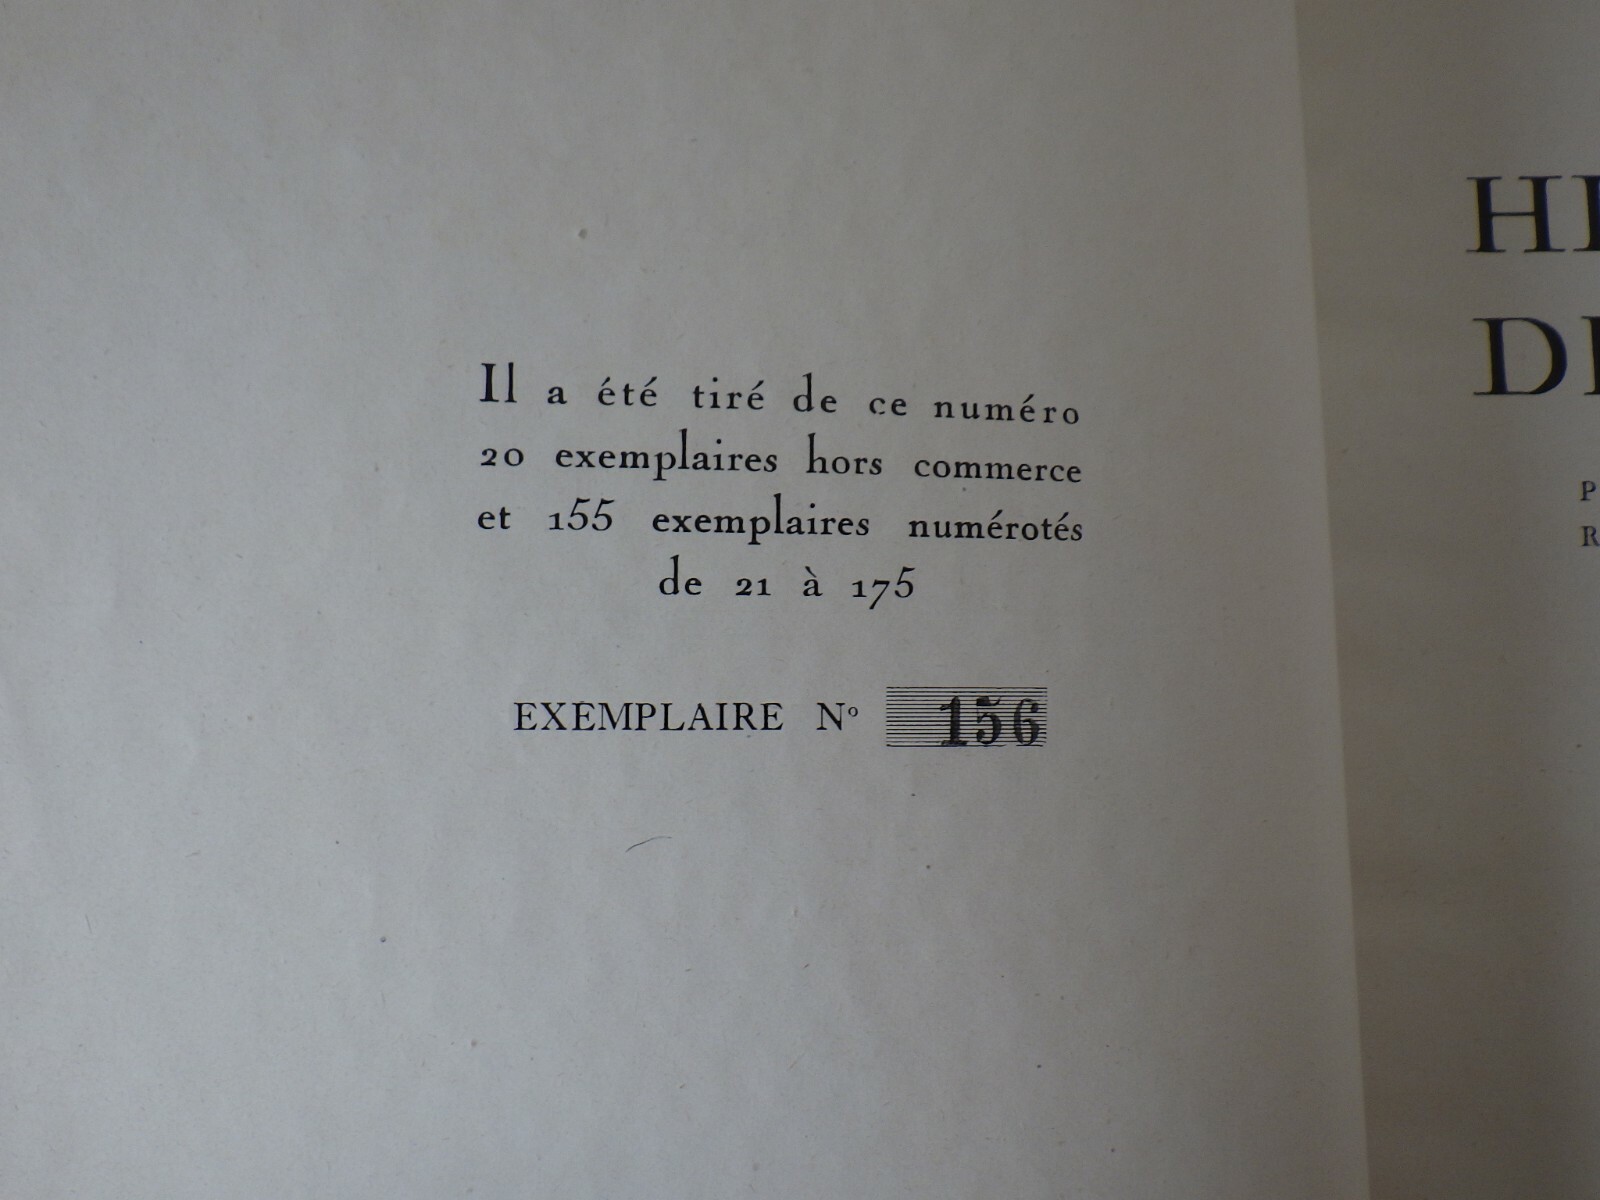 Il a été tiré de ce numéro
20 exemplaires hors commerce
et 155 exemplaires numérotés
de 21 à 175
EXEMPLAIRE Nº 156